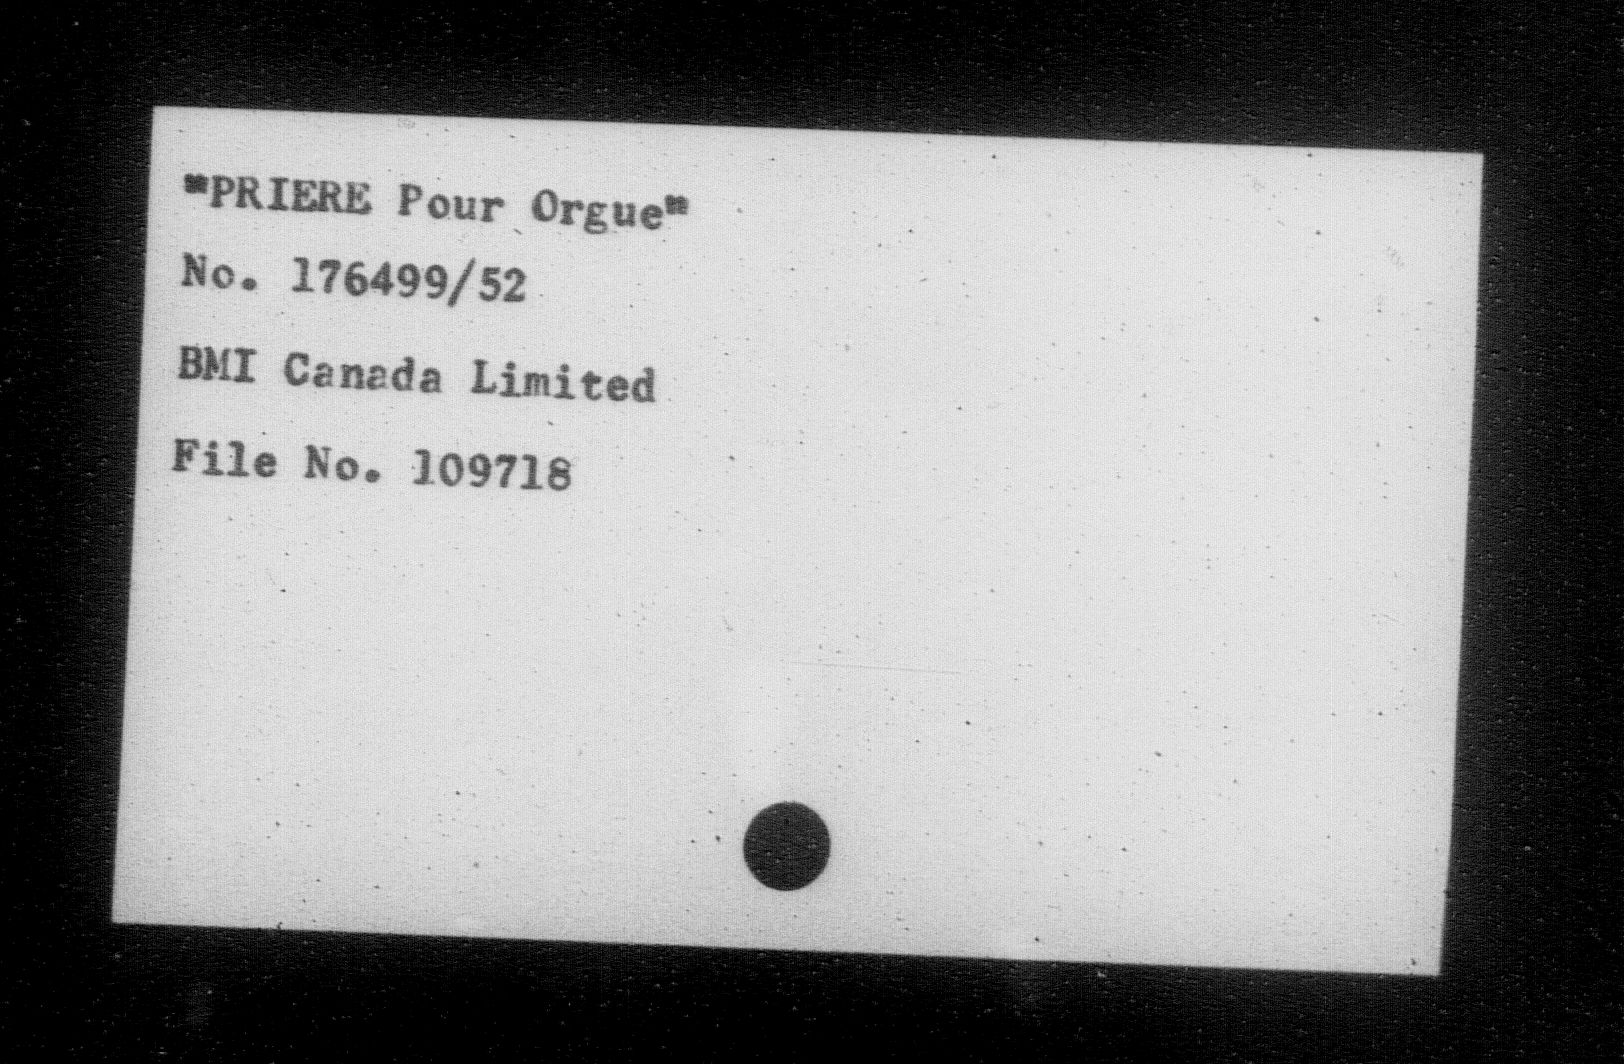 "PRIERE Pour Orgue"
No. 176499/52
BMI Canada Limited
File No. 109718